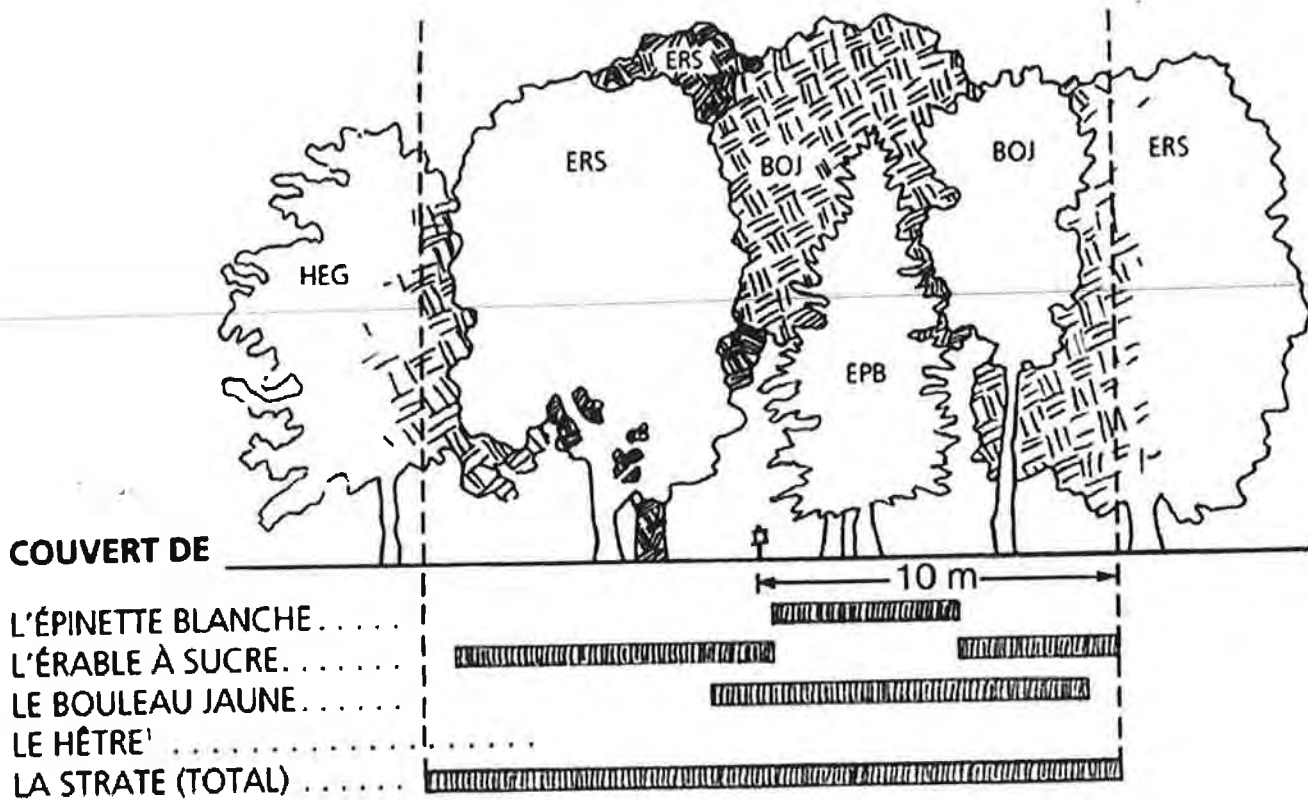 ERS
ERS
BOJ
BOJ
ERS
HEG
EPB
COUVERT DE
10 m
L'ÉPINETTE BLANCHE.....
L'ÉRABLE À SUCRE.......
LE BOULEAU JAUNE......
LE HÊTRE¹ ..................
LA STRATE (TOTAL) ......